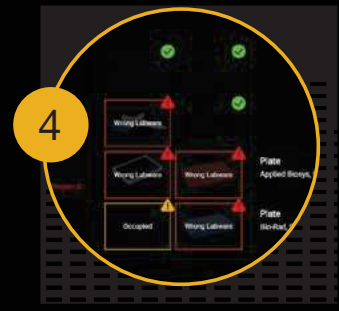 4
Wrong Labware
Wrong Labware
Wrong Labware
Plate
Applied Biosys,
Occupied
Wrong Labware
Plate
Bio-Rad,